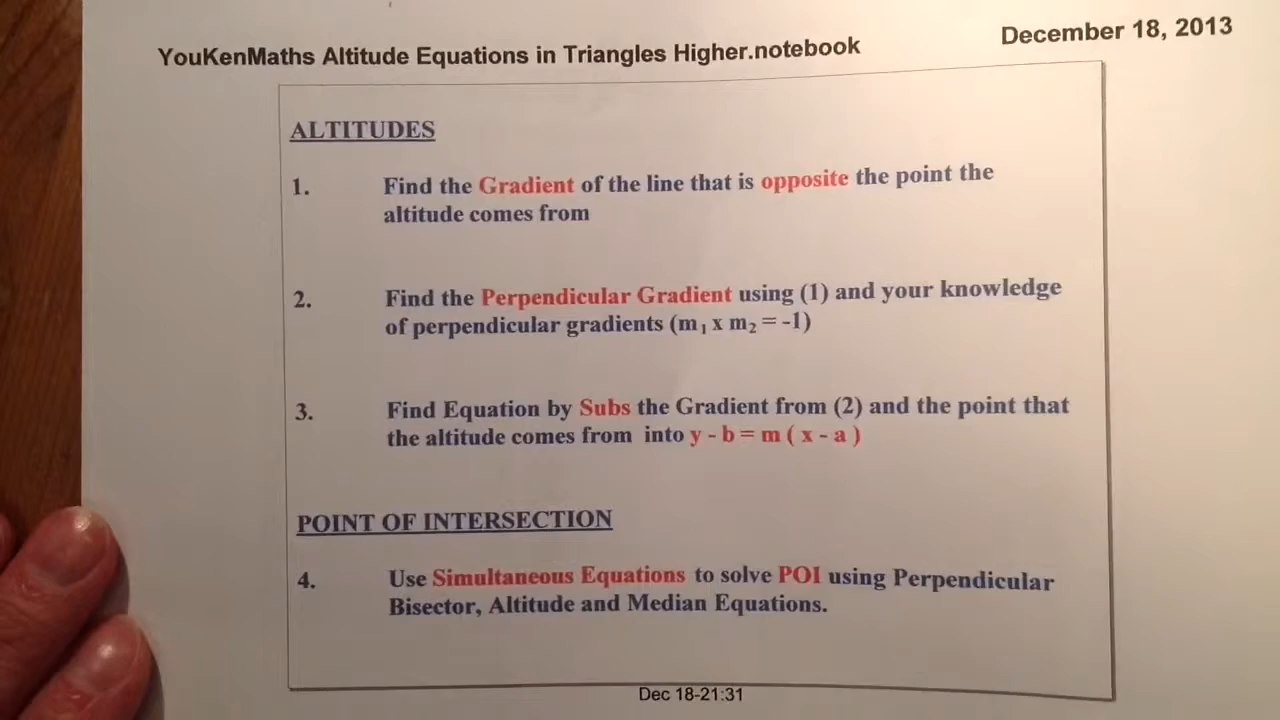 YouKenMaths Altitude Equations in Triangles Higher.notebook
December 18, 2013
ALTITUDES
1. Find the Gradient of the line that is opposite the point the
altitude comes from
2. Find the Perpendicular Gradient using (1) and your knowledge
of perpendicular gradients (m₁ x m₂ = -1)
3. Find Equation by Subs the Gradient from (2) and the point that
the altitude comes from into y - b = m ( x - a )
POINT OF INTERSECTION
4. Use Simultaneous Equations to solve POI using Perpendicular
Bisector, Altitude and Median Equations.
Dec 18-21:31